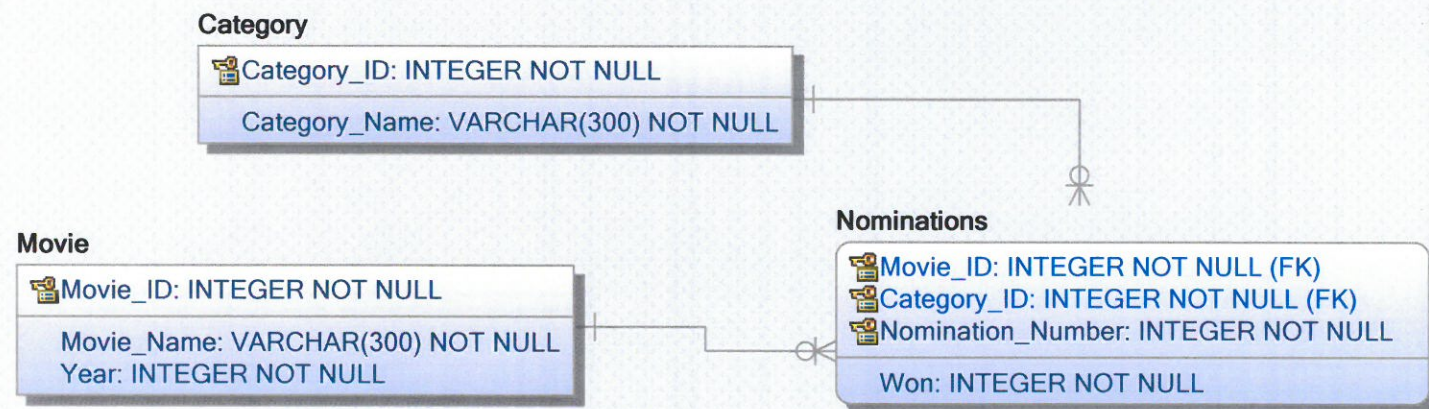 Category
Category_ID: INTEGER NOT NULL
Category_Name: VARCHAR(300) NOT NULL
Movie
Movie_ID: INTEGER NOT NULL
Movie_Name: VARCHAR(300) NOT NULL
Year: INTEGER NOT NULL
Nominations
Movie_ID: INTEGER NOT NULL (FK)
Category_ID: INTEGER NOT NULL (FK)
Nomination_Number: INTEGER NOT NULL
Won: INTEGER NOT NULL